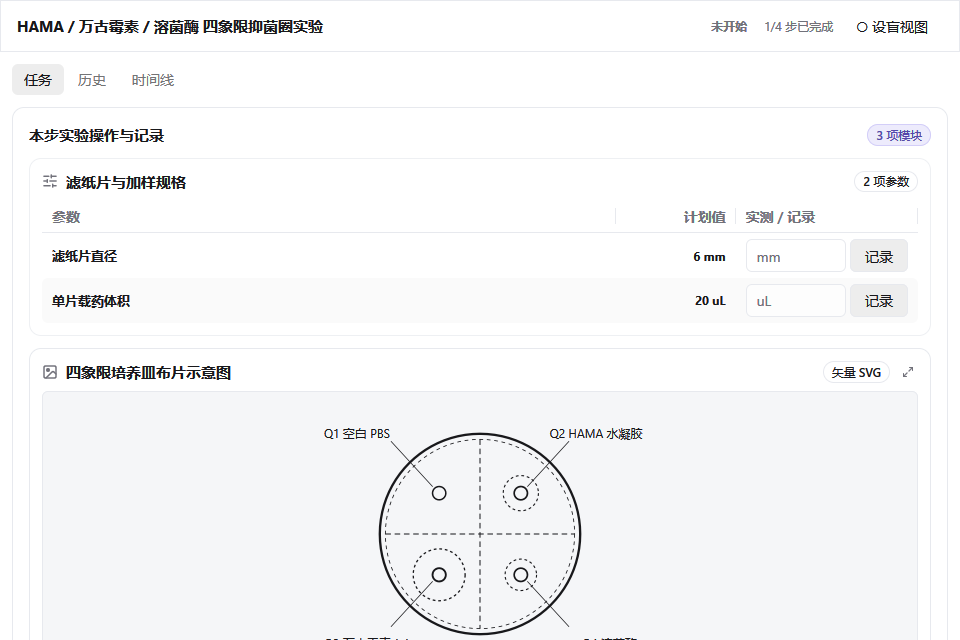 HAMA / 万古霉素 / 溶菌酶 四象限抑菌圈实验
未开始 1/4 步已完成 设盲视图
任务 历史 时间线
本步实验操作与记录 3 项模块
滤纸片与加样规格 2 项参数
参数 计划值 实测 / 记录
滤纸片直径 6 mm mm 记录
单片载药体积 20 uL uL 记录
四象限培养皿布片示意图 矢量 SVG
Q1 空白 PBS Q2 HAMA 水凝胶